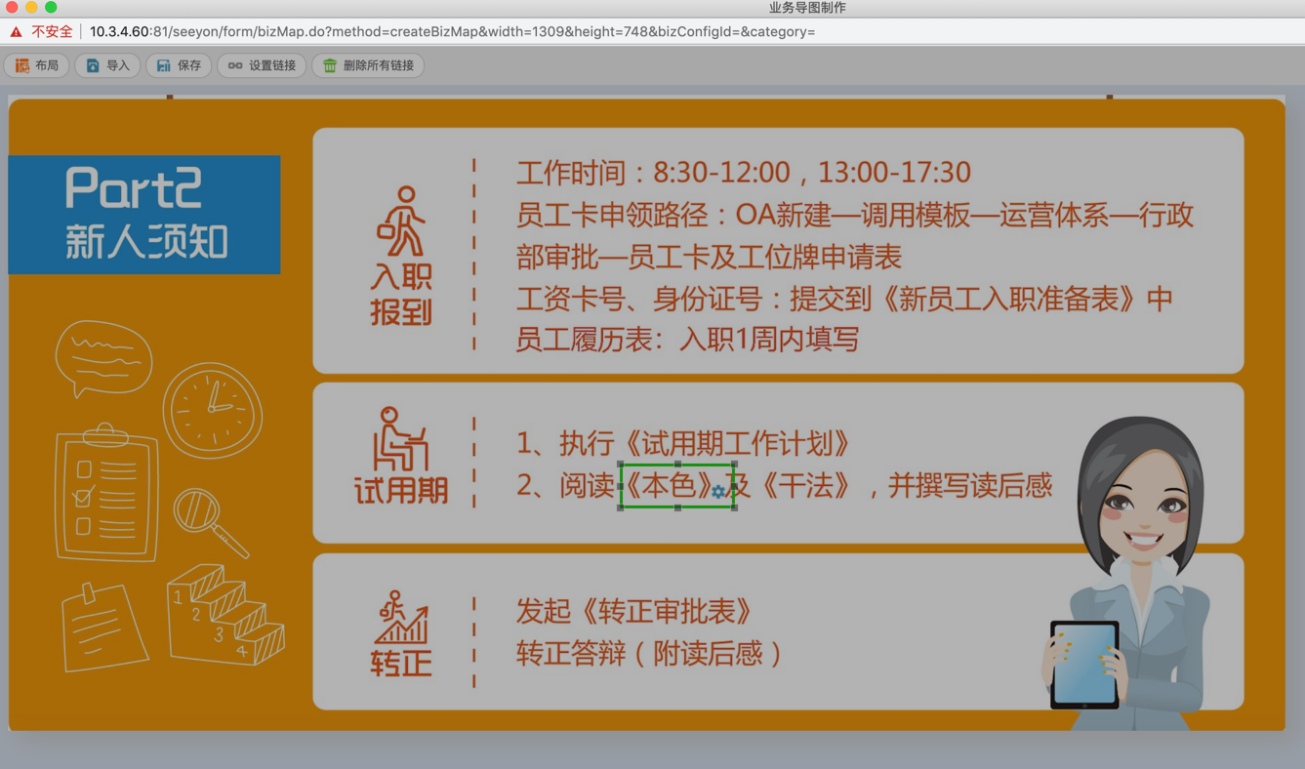 业务导图制作
不安全 10.3.4.60:81/seeyon/form/bizMap.do?method=createBizMap&width=1309&height=748&bizConfigId=&category=
布局 导入 保存 设置链接 删除所有链接
Part2
新人须知
入职
报到
工作时间：8:30-12:00，13:00-17:30
员工卡申领路径：OA新建—调用模板—运营体系—行政
部审批—员工卡及工位牌申请表
工资卡号、身份证号：提交到《新员工入职准备表》中
员工履历表：入职1周内填写
试用期
1、执行《试用期工作计划》
2、阅读《本色》及《干法》，并撰写读后感
转正
发起《转正审批表》
转正答辩（附读后感）
1
2
3
4